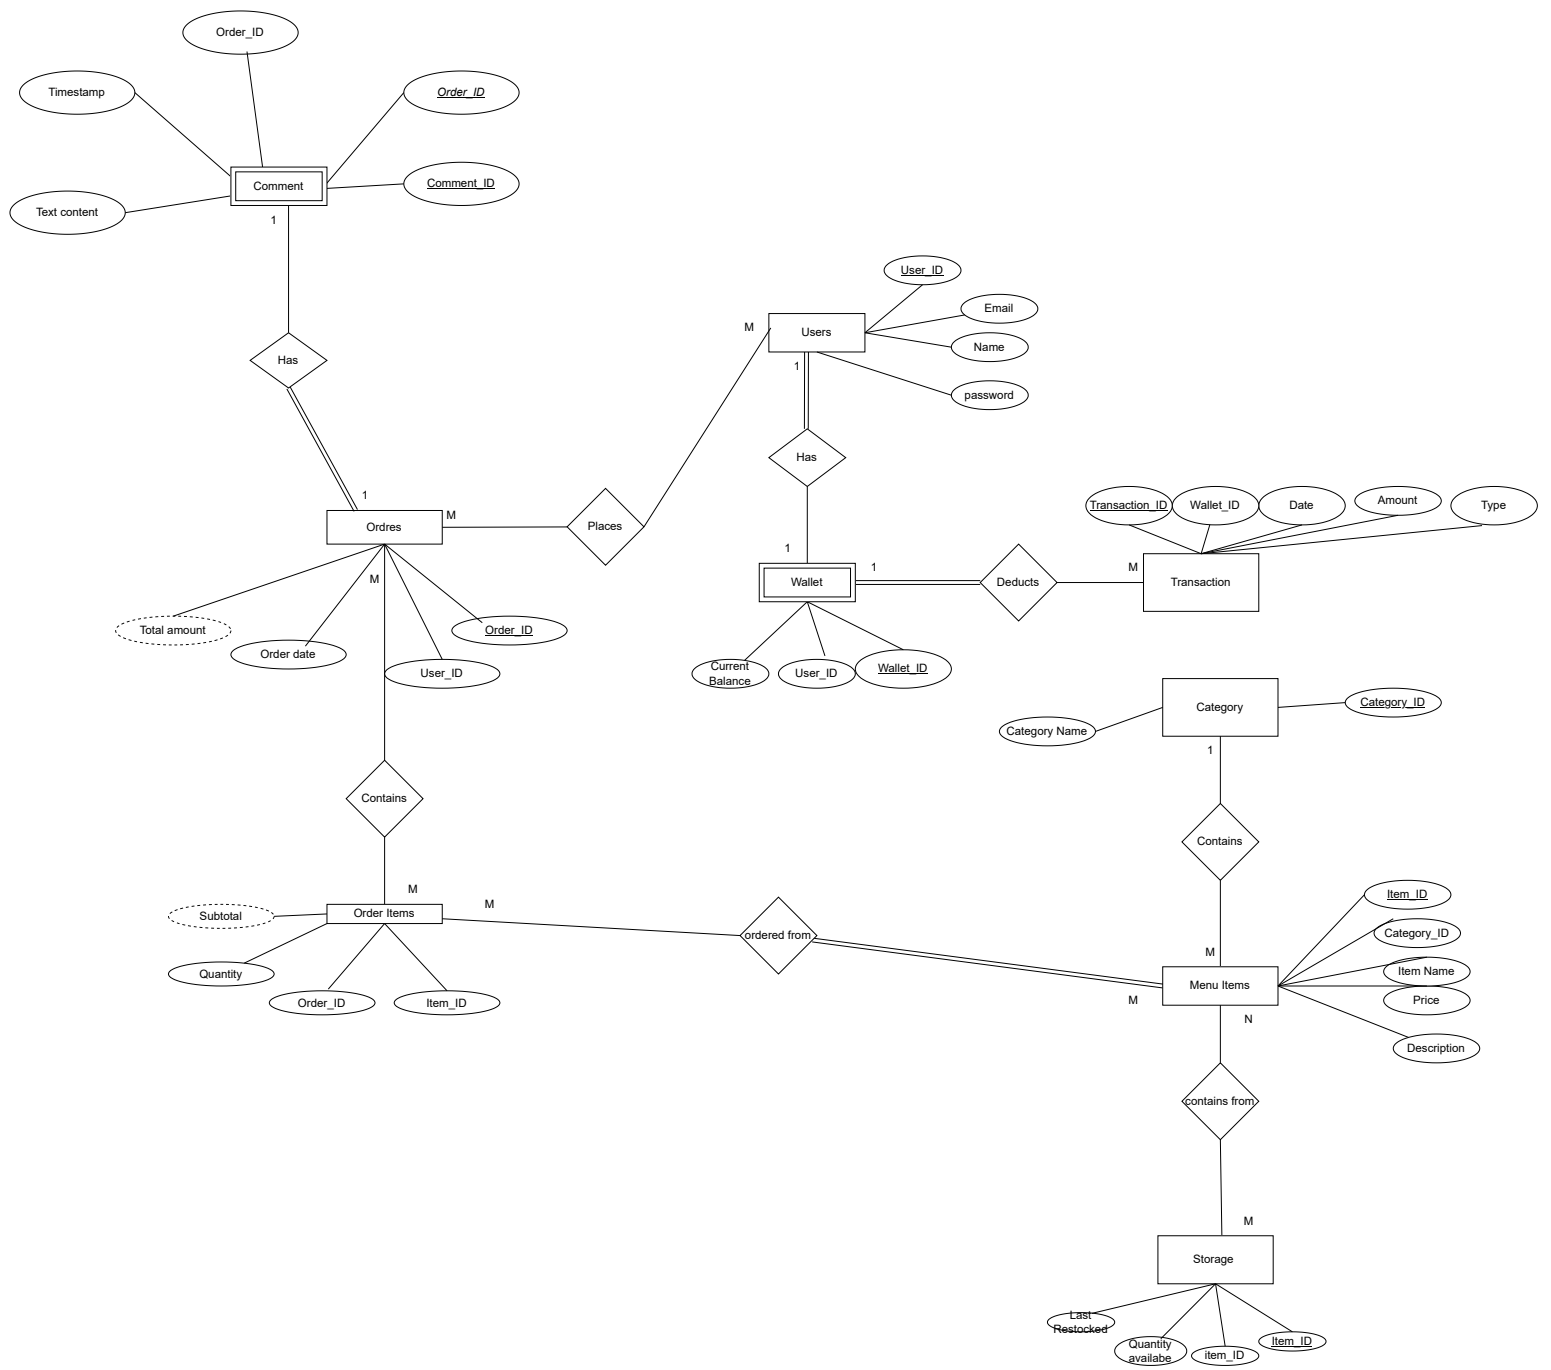 Order_ID
Timestamp
Order_ID
Comment
Comment_ID
Text content
1
User_ID
Email
M
Users
Name
Has
1
password
Has
1
M
Ordres
Places
Transaction_ID
Wallet_ID
Date
Amount
Type
1
1
M
M
Wallet
Deducts
Transaction
Total amount
Order date
Order_ID
User_ID
Current
Balance
User_ID
Wallet_ID
Category
Category_ID
Category Name
1
Contains
Contains
M
M
Item_ID
Subtotal
Order Items
ordered from
Category_ID
M
Quantity
Item Name
Menu Items
Price
Order_ID
Item_ID
M
N
Description
contains from
M
Storage
Last
Restocked
Quantity
availabe
item_ID
Item_ID